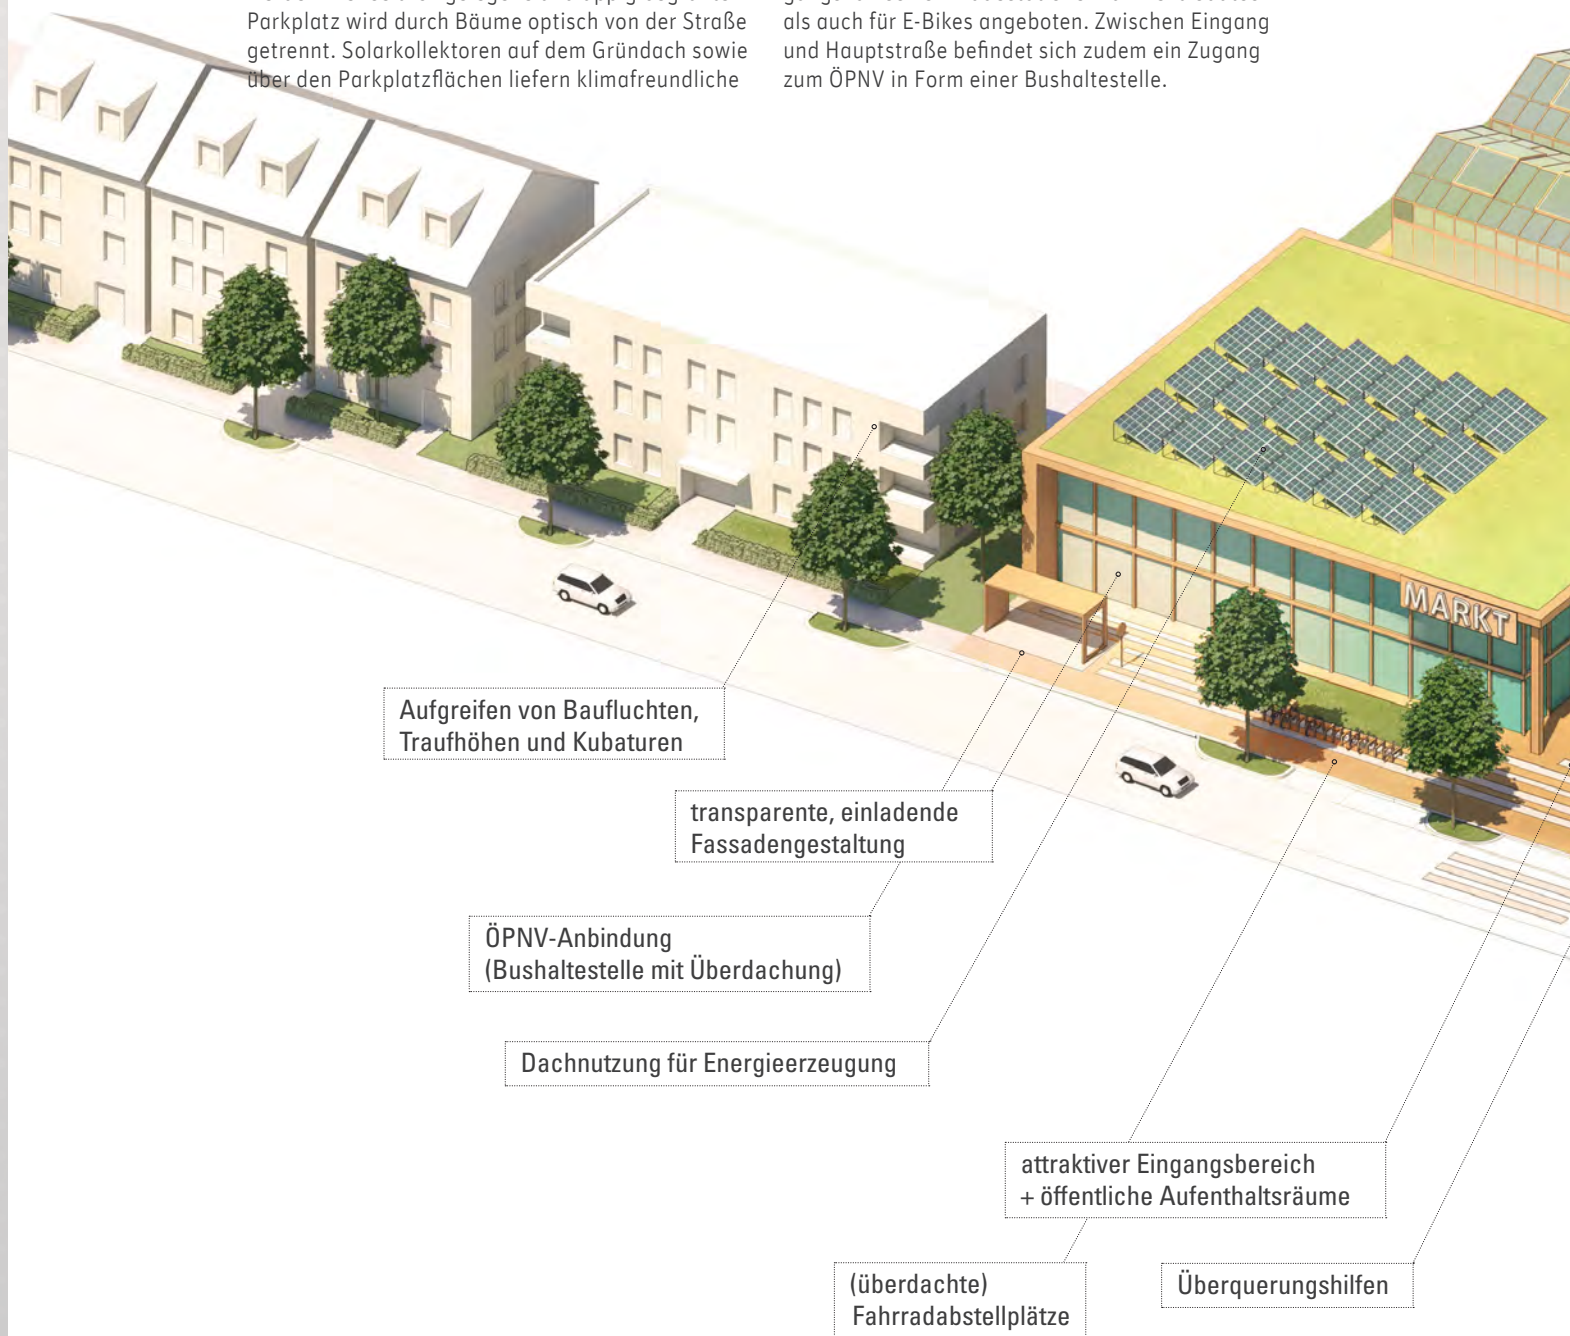 Parkplatz wird durch Bäume optisch von der Straße
getrennt. Solarkollektoren auf dem Gründach sowie
über den Parkplatzflächen liefern klimafreundliche
als auch für E-Bikes angeboten. Zwischen Eingang
und Hauptstraße befindet sich zudem ein Zugang
zum ÖPNV in Form einer Bushaltestelle.
MARKT
Aufgreifen von Baufluchten,
Traufhöhen und Kubaturen
transparente, einladende
Fassadengestaltung
ÖPNV-Anbindung
(Bushaltestelle mit Überdachung)
Dachnutzung für Energieerzeugung
attraktiver Eingangsbereich
+ öffentliche Aufenthaltsräume
(überdachte)
Fahrradabstellplätze
Überquerungshilfen